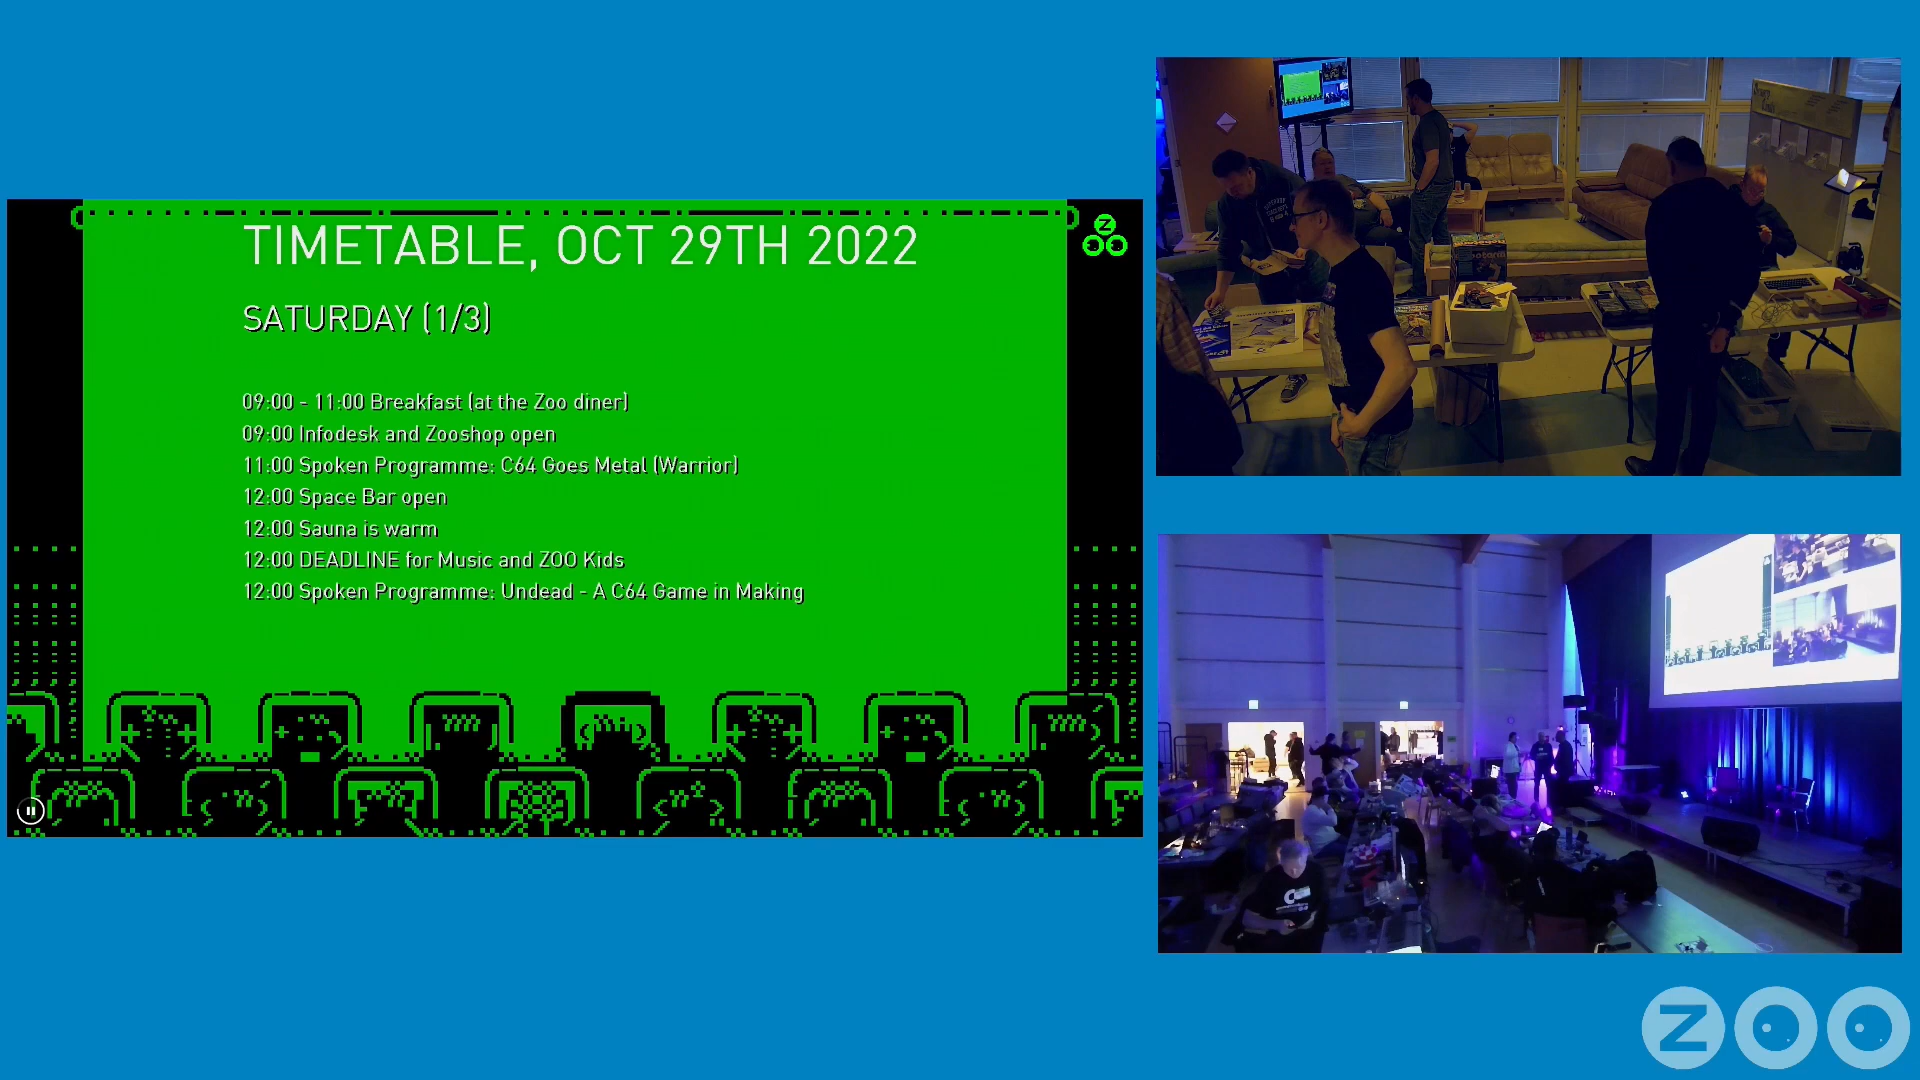 TIMETABLE, OCT 29TH 2022
SATURDAY (1/3)
09:00 - 11:00 Breakfast (at the Zoo diner)
09:00 Infodesk and Zooshop open
11:00 Spoken Programme: C64 Goes Metal (Warrior)
12:00 Space Bar open
12:00 Sauna is warm
12:00 DEADLINE for Music and ZOO Kids
12:00 Spoken Programme: Undead - A C64 Game in Making
ZOO
ZOO